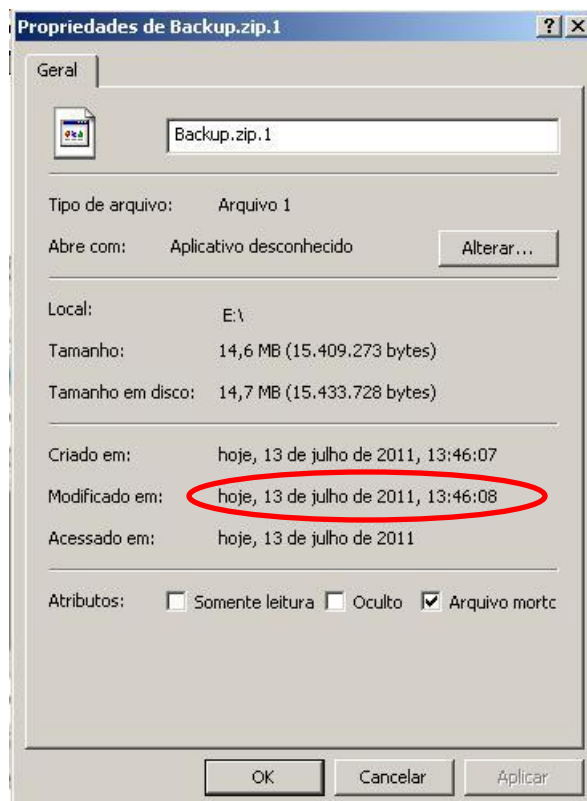 Propriedades de Backup.zip.1
Geral
Backup.zip.1
Tipo de arquivo: Arquivo 1
Abre com: Aplicativo desconhecido Alterar...
Local: E:\
Tamanho: 14,6 MB (15.409.273 bytes)
Tamanho em disco: 14,7 MB (15.433.728 bytes)
Criado em: hoje, 13 de julho de 2011, 13:46:07
Modificado em: hoje, 13 de julho de 2011, 13:46:08
Acessado em: hoje, 13 de julho de 2011
Atributos: Somente leitura Oculto Arquivo mortc
OK Cancelar Aplicar